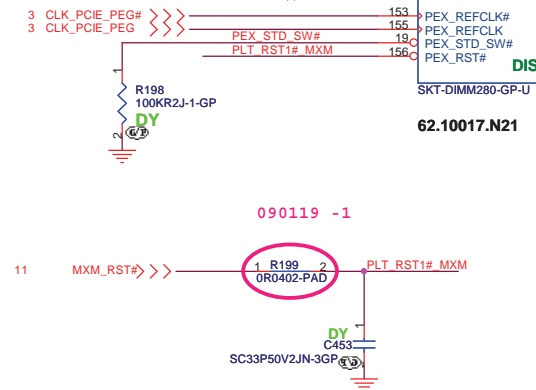 3 CLK_PCIE_PEG# 153 PEX_REFCLK#
3 CLK_PCIE_PEG 155 PEX_REFCLK
PEX_STD_SW# 19 PEX_STD_SW#
PLT_RST1#_MXM 156 PEX_RST#
DIS
1
SKT-DIMM280-GP-U
R198
100KR2J-1-GP
DY
62.10017.N21
2
090119 -1
11 MXM_RST# 1 R199 2 PLT_RST1#_MXM
0R0402-PAD
1
DY
C453
SC33P50V2JN-3GP